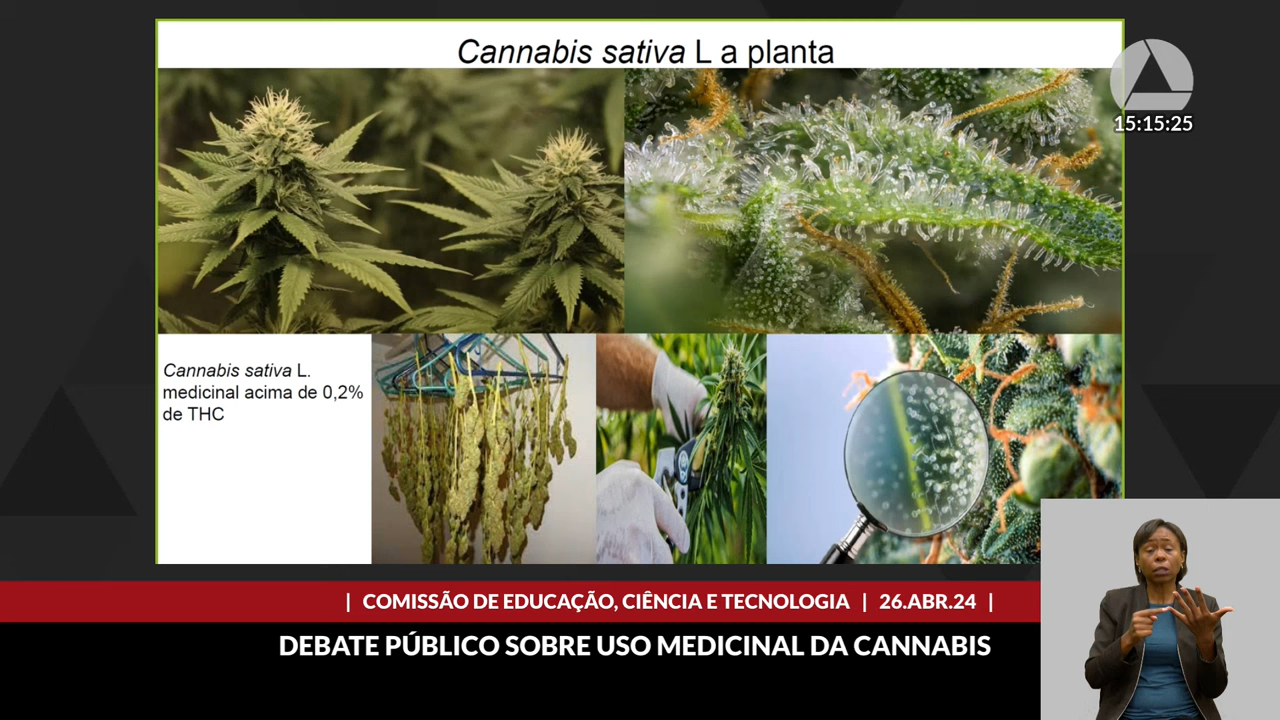 Cannabis sativa L a planta
15:15:25
Cannabis sativa L.
medicinal acima de 0,2%
de THC
| COMISSÃO DE EDUCAÇÃO, CIÊNCIA E TECNOLOGIA | 26.ABR.24 |
DEBATE PÚBLICO SOBRE USO MEDICINAL DA CANNABIS